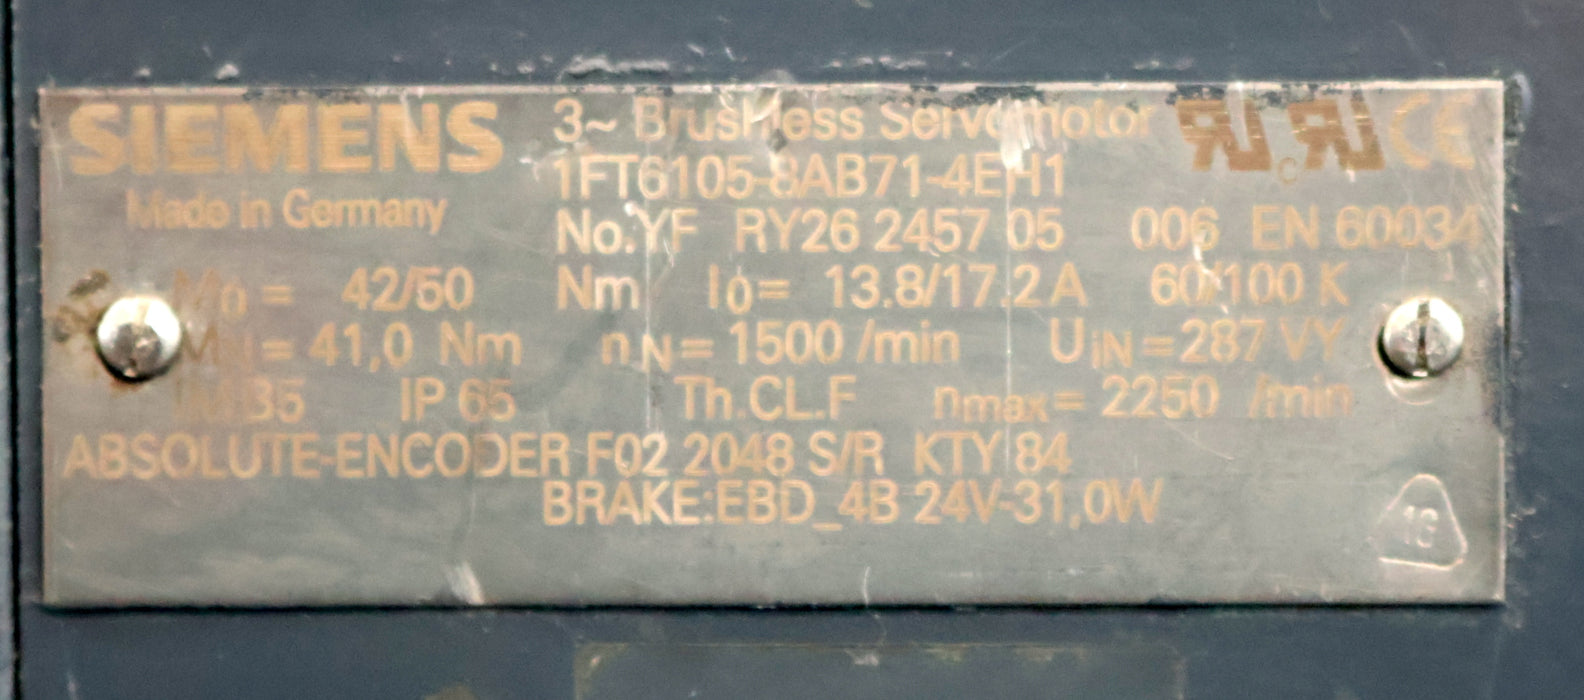 SIEMENS 3~ Brushless Servomotor
1FT6105-8AB71-4EH1
Made in Germany
No.YF RY26 2457 05 006 EN 60034
M0 = 42/50 Nm I0= 13.8/17.2 A 60/100 K
MN = 41,0 Nm nN= 1500 /min UiN=287 VY
IM B35 IP 65 Th.CL.F nmax= 2250 /min
ABSOLUTE-ENCODER F02 2048 S/R KTY 84
BRAKE:EBD_4B 24V-31,0W